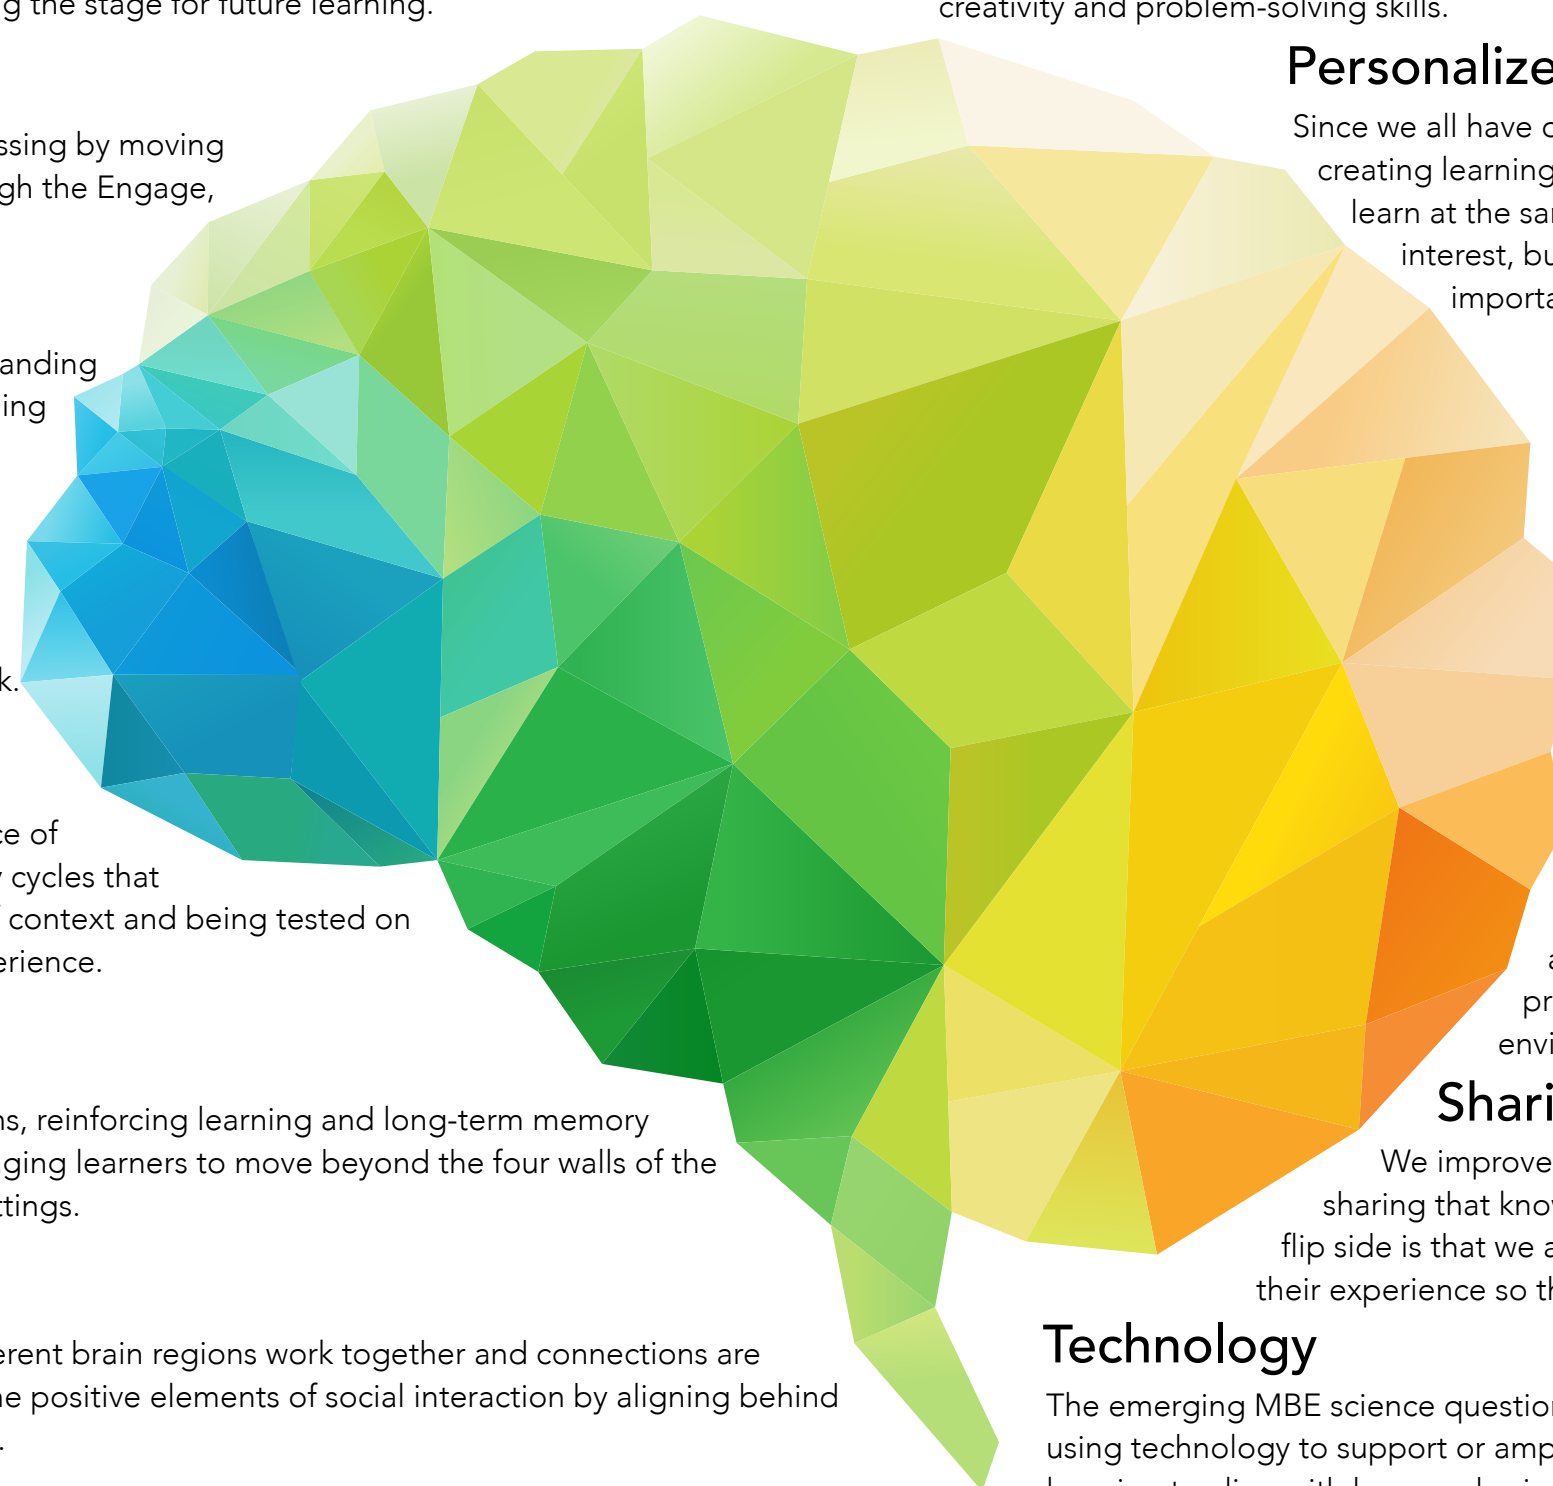 g the stage for future learning.
ssing by moving
gh the Engage,
anding
ing
k.
ce of
cycles that
context and being tested on
erience.
ns, reinforcing learning and long-term memory
ging learners to move beyond the four walls of the
ttings.
erent brain regions work together and connections are
he positive elements of social interaction by aligning behind
.
creativity and problem-solving skills.
Personalize
Since we all have
creating learning
learn at the sa
interest, bu
importa
pr
envi
Shari
We improve
sharing that know
flip side is that we a
their experience so th
Technology
The emerging MBE science question
using technology to support or amp